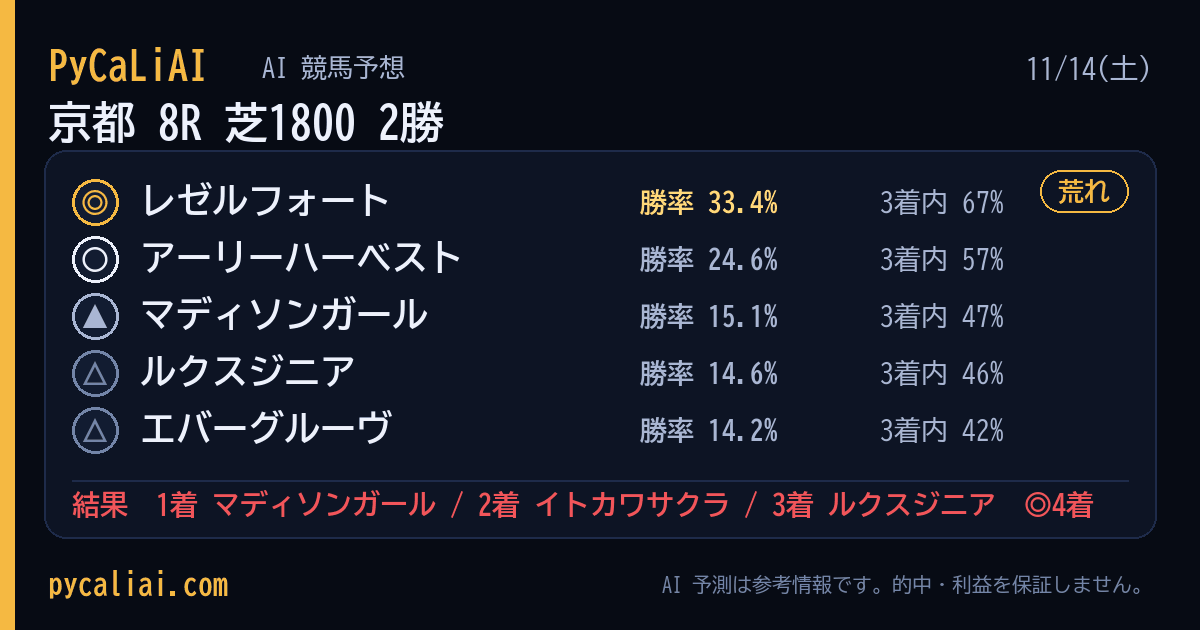 PyCaLiAI AI 競馬予想 11/14(土)
京都 8R 芝1800 2勝
◎ レゼルフォート 勝率 33.4% 3着内 67% 荒れ
○ アーリーハーベスト 勝率 24.6% 3着内 57%
▲ マディソンガール 勝率 15.1% 3着内 47%
△ ルクスジニア 勝率 14.6% 3着内 46%
△ エバーグルーヴ 勝率 14.2% 3着内 42%
結果 1着 マディソンガール / 2着 イトカワサクラ / 3着 ルクスジニア ◎4着
pycaliai.com AI 予測は参考情報です。的中・利益を保証しません。